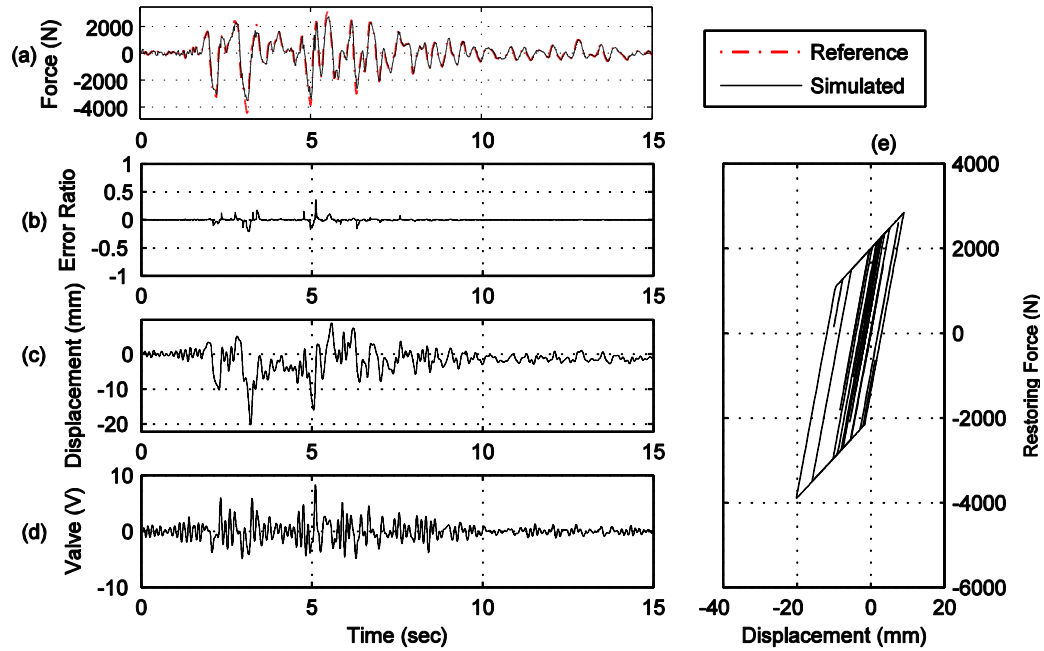 (a)
Force (N)
2000
0
-2000
-4000
0
5
10
15
Reference
Simulated
(b)
Error Ratio
1
0.5
0
-0.5
-1
0
5
10
15
(c)
Displacement (mm)
0
-10
-20
0
5
10
15
(d)
Valve (V)
10
0
-10
0
5
10
15
Time (sec)
(e)
4000
2000
0
-2000
-4000
-6000
Restoring Force (N)
-40
-20
0
20
Displacement (mm)